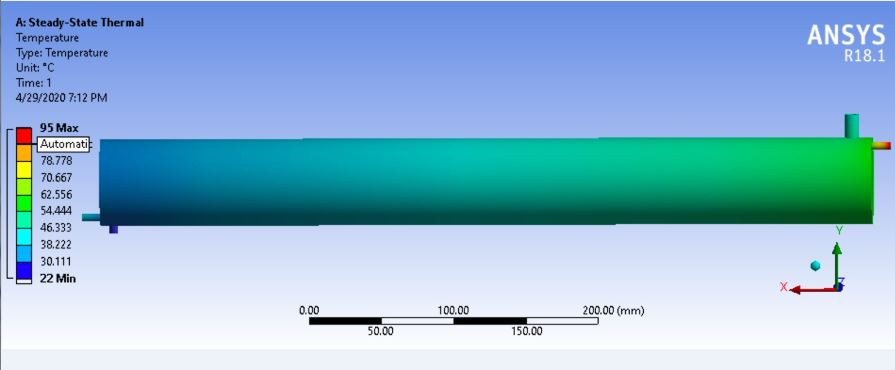 A: Steady-State Thermal
Temperature
Type: Temperature
Unit: °C
Time: 1
4/29/2020 7:12 PM
ANSYS
R18.1
95 Max
Automatic
78.778
70.667
62.556
54.444
46.333
38.222
30.111
22 Min
Y
X
Z
0.00 100.00 200.00 (mm)
50.00 150.00